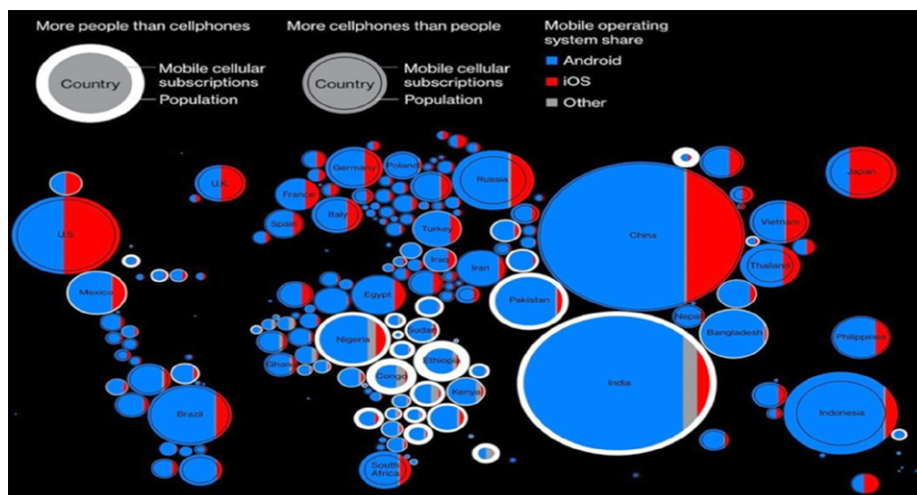 More people than cellphones
Country
Mobile cellular
subscriptions
Population
More cellphones than people
Country
Mobile cellular
subscriptions
Population
Mobile operating
system share
Android
iOS
Other
U.S.
Mexico
Brazil
U.K.
Germany
Poland
France
Spain
Italy
Russia
Turkey
Iraq
Iran
Egypt
Pakistan
Nigeria
Sudan
Ghana
Congo
Ethiopia
Kenya
South
Africa
China
India
Nepal
Bangladesh
Japan
Vietnam
Thailand
Philippines
Indonesia